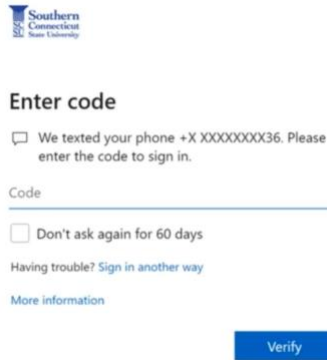 Southern
Connecticut
State University
Enter code
We texted your phone +X XXXXXXXX36. Please
enter the code to sign in.
Code
Don't ask again for 60 days
Having trouble? Sign in another way
More information
Verify